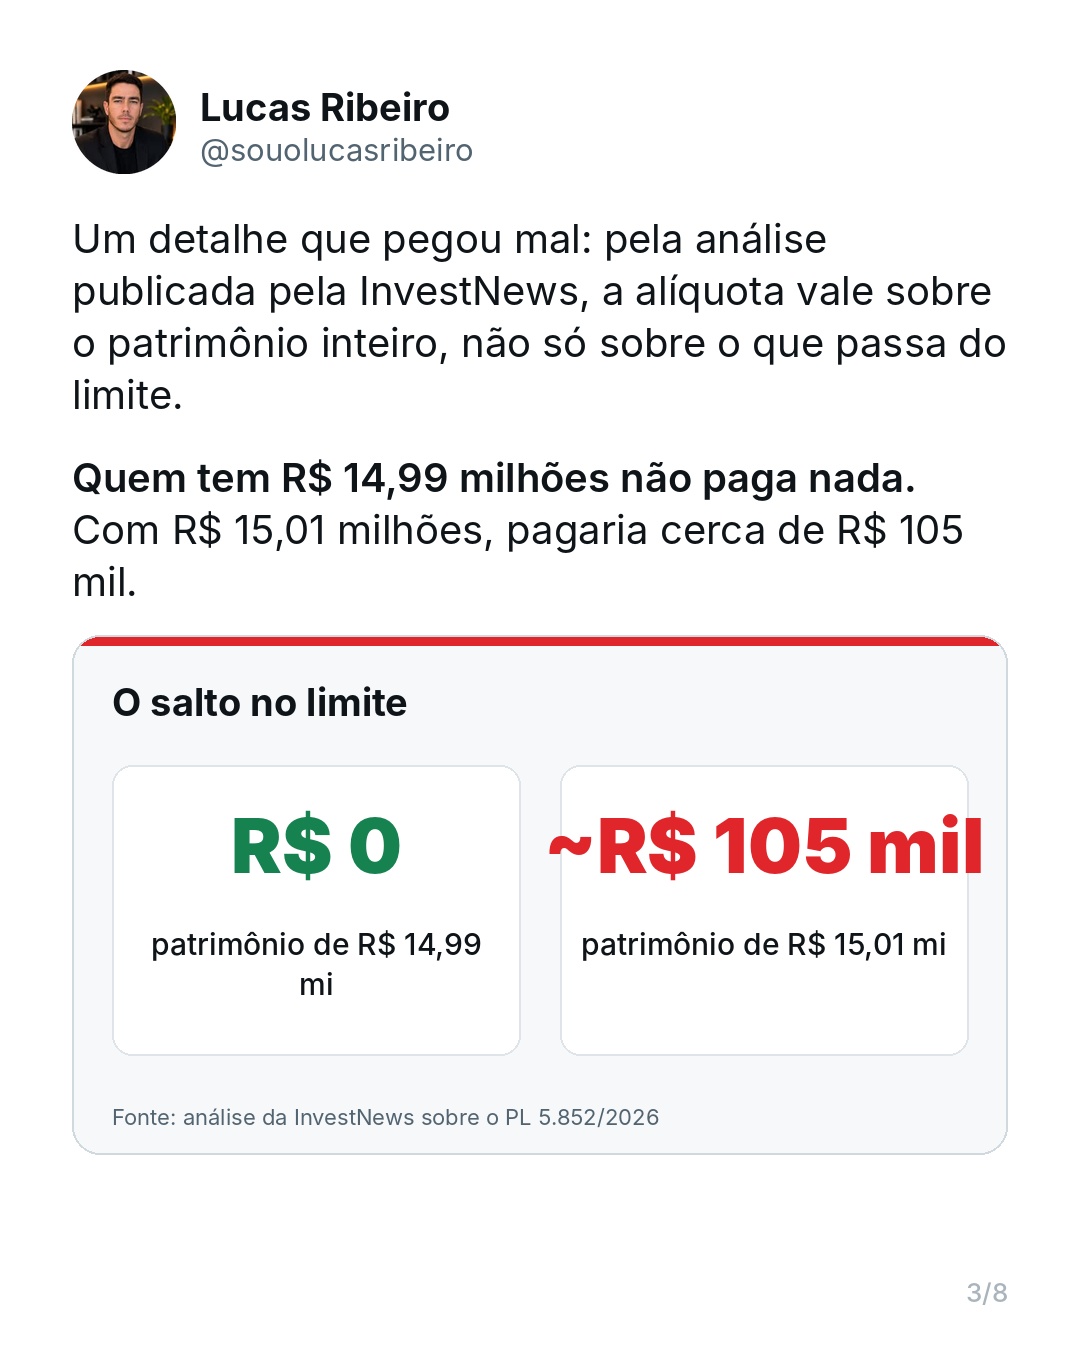 Lucas Ribeiro
@souolucasribeiro
Um detalhe que pegou mal: pela análise
publicada pela InvestNews, a alíquota vale sobre
o patrimônio inteiro, não só sobre o que passa do
limite.
Quem tem R$ 14,99 milhões não paga nada.
Com R$ 15,01 milhões, pagaria cerca de R$ 105
mil.
O salto no limite
R$ 0
patrimônio de R$ 14,99
mi
~R$ 105 mil
patrimônio de R$ 15,01 mi
Fonte: análise da InvestNews sobre o PL 5.852/2026
3/8